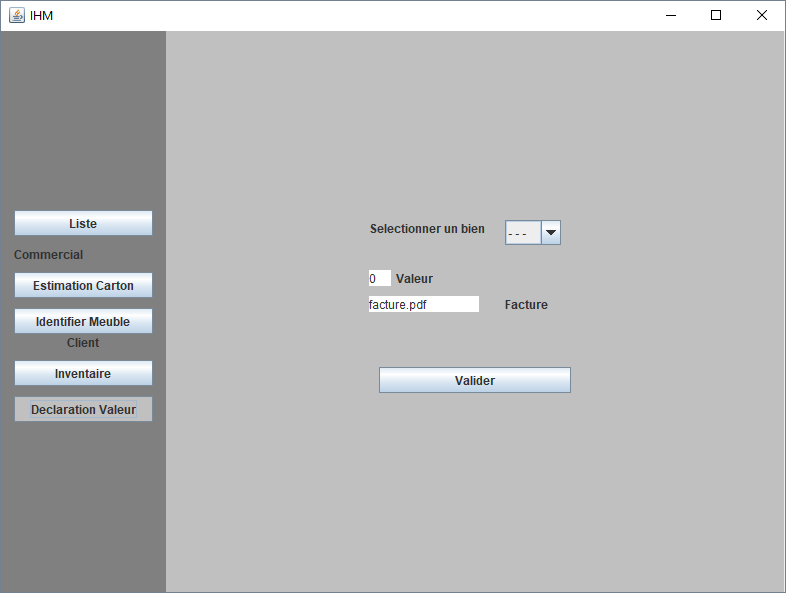 IHM
Liste
Commercial
Estimation Carton
Identifier Meuble
Client
Inventaire
Declaration Valeur
Selectionner un bien
- - -
0 Valeur
facture.pdf Facture
Valider